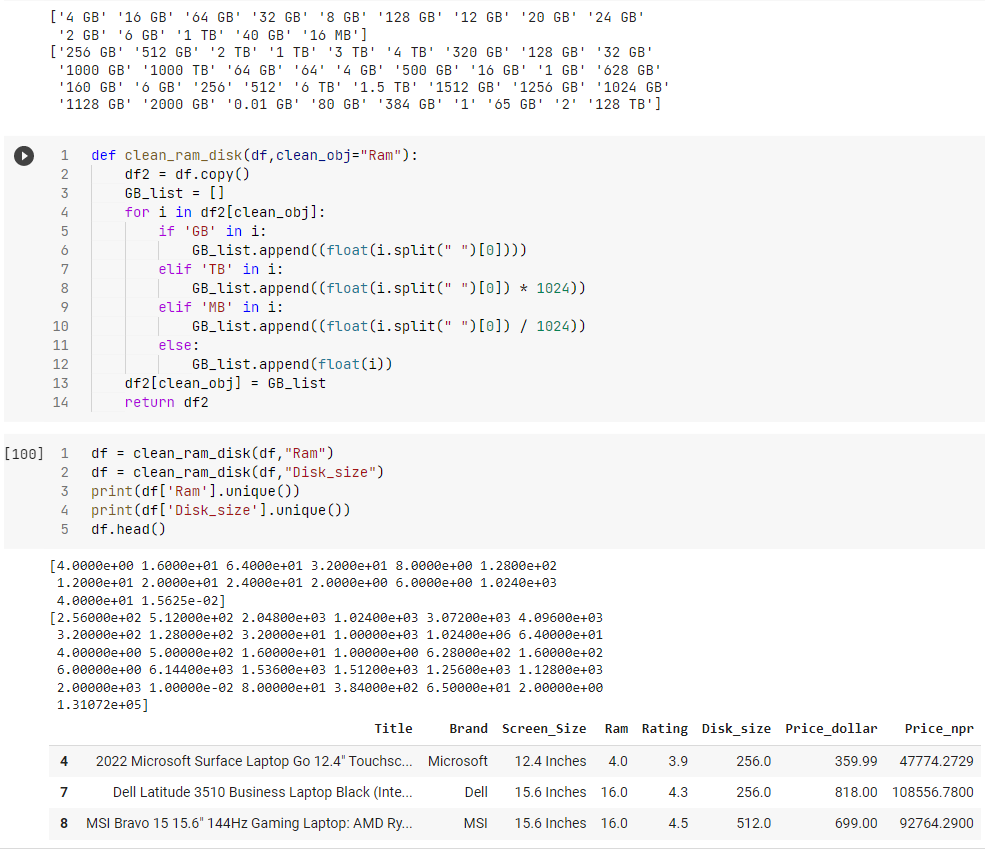 ['4 GB' '16 GB' '64 GB' '32 GB' '8 GB' '128 GB' '12 GB' '20 GB' '24 GB'
 '2 GB' '6 GB' '1 TB' '40 GB' '16 MB']
['256 GB' '512 GB' '2 TB' '1 TB' '3 TB' '4 TB' '320 GB' '128 GB' '32 GB'
 '1000 GB' '1000 TB' '64 GB' '64' '4 GB' '500 GB' '16 GB' '1 GB' '628 GB'
 '160 GB' '6 GB' '256' '512' '6 TB' '1.5 TB' '1512 GB' '1256 GB' '1024 GB'
 '1128 GB' '2000 GB' '0.01 GB' '80 GB' '384 GB' '1' '65 GB' '2' '128 TB']
1 def clean_ram_disk(df,clean_obj="Ram"):
2     df2 = df.copy()
3     GB_list = []
4     for i in df2[clean_obj]:
5         if 'GB' in i:
6             GB_list.append((float(i.split(" ")[0])))
7         elif 'TB' in i:
8             GB_list.append((float(i.split(" ")[0]) * 1024))
9         elif 'MB' in i:
10             GB_list.append((float(i.split(" ")[0]) / 1024))
11         else:
12             GB_list.append(float(i))
13     df2[clean_obj] = GB_list
14     return df2
[100] 1 df = clean_ram_disk(df,"Ram")
2 df = clean_ram_disk(df,"Disk_size")
3 print(df['Ram'].unique())
4 print(df['Disk_size'].unique())
5 df.head()
[4.0000e+00 1.6000e+01 6.4000e+01 3.2000e+01 8.0000e+00 1.2800e+02
 1.2000e+01 2.0000e+01 2.4000e+01 2.0000e+00 6.0000e+00 1.0240e+03
 4.0000e+01 1.5625e-02]
[2.56000e+02 5.12000e+02 2.04800e+03 1.02400e+03 3.07200e+03 4.09600e+03
 3.20000e+02 1.28000e+02 3.20000e+01 1.00000e+03 1.02400e+06 6.40000e+01
 4.00000e+00 5.00000e+02 1.60000e+01 1.00000e+00 6.28000e+02 1.60000e+02
 6.00000e+00 6.14400e+03 1.53600e+03 1.51200e+03 1.25600e+03 1.12800e+03
 2.00000e+03 1.00000e-02 8.00000e+01 3.84000e+02 6.50000e+01 2.00000e+00
 1.31072e+05]
Title Brand Screen_Size Ram Rating Disk_size Price_dollar Price_npr
4 2022 Microsoft Surface Laptop Go 12.4" Touchsc... Microsoft 12.4 Inches 4.0 3.9 256.0 359.99 47774.2729
7 Dell Latitude 3510 Business Laptop Black (Inte... Dell 15.6 Inches 16.0 4.3 256.0 818.00 108556.7800
8 MSI Bravo 15 15.6" 144Hz Gaming Laptop: AMD Ry... MSI 15.6 Inches 16.0 4.5 512.0 699.00 92764.2900